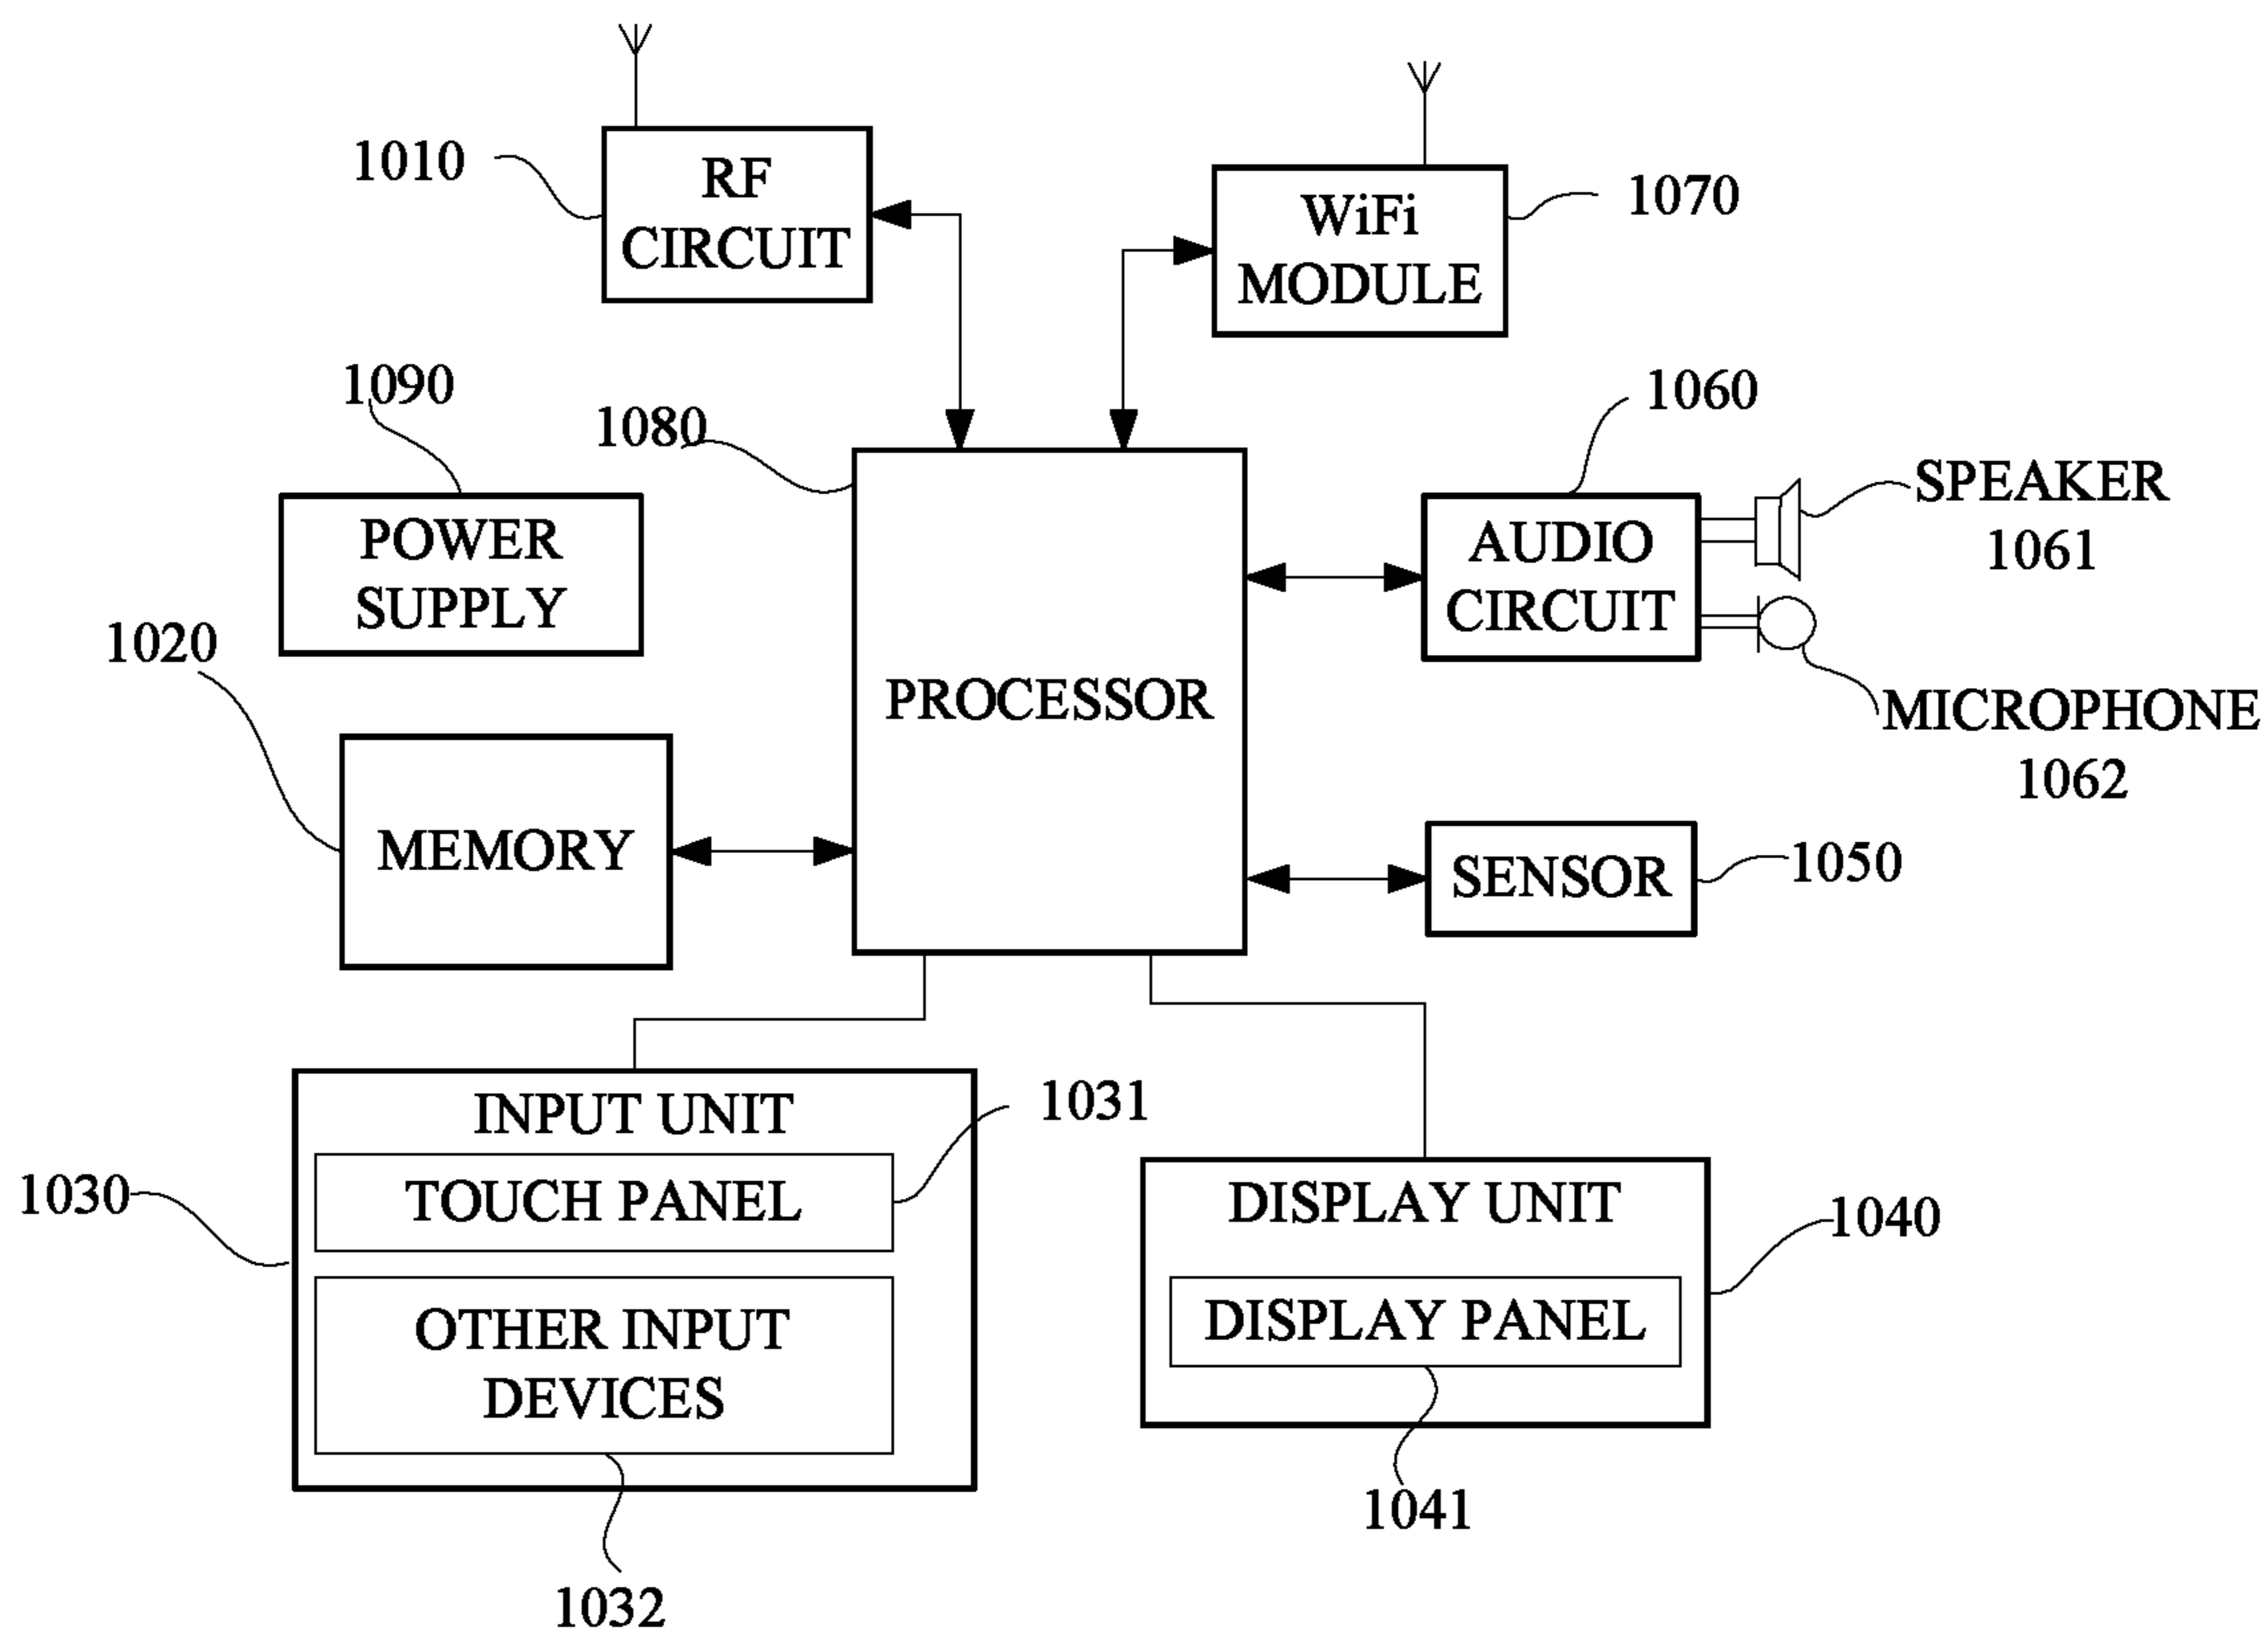 1010
RF
CIRCUIT
WiFi
MODULE
1070
1090
1080
1060
POWER
SUPPLY
AUDIO
CIRCUIT
SPEAKER
1061
1020
PROCESSOR
MICROPHONE
1062
MEMORY
SENSOR
1050
INPUT UNIT
1031
1030
TOUCH PANEL
DISPLAY UNIT
1040
OTHER INPUT
DEVICES
DISPLAY PANEL
1041
1032